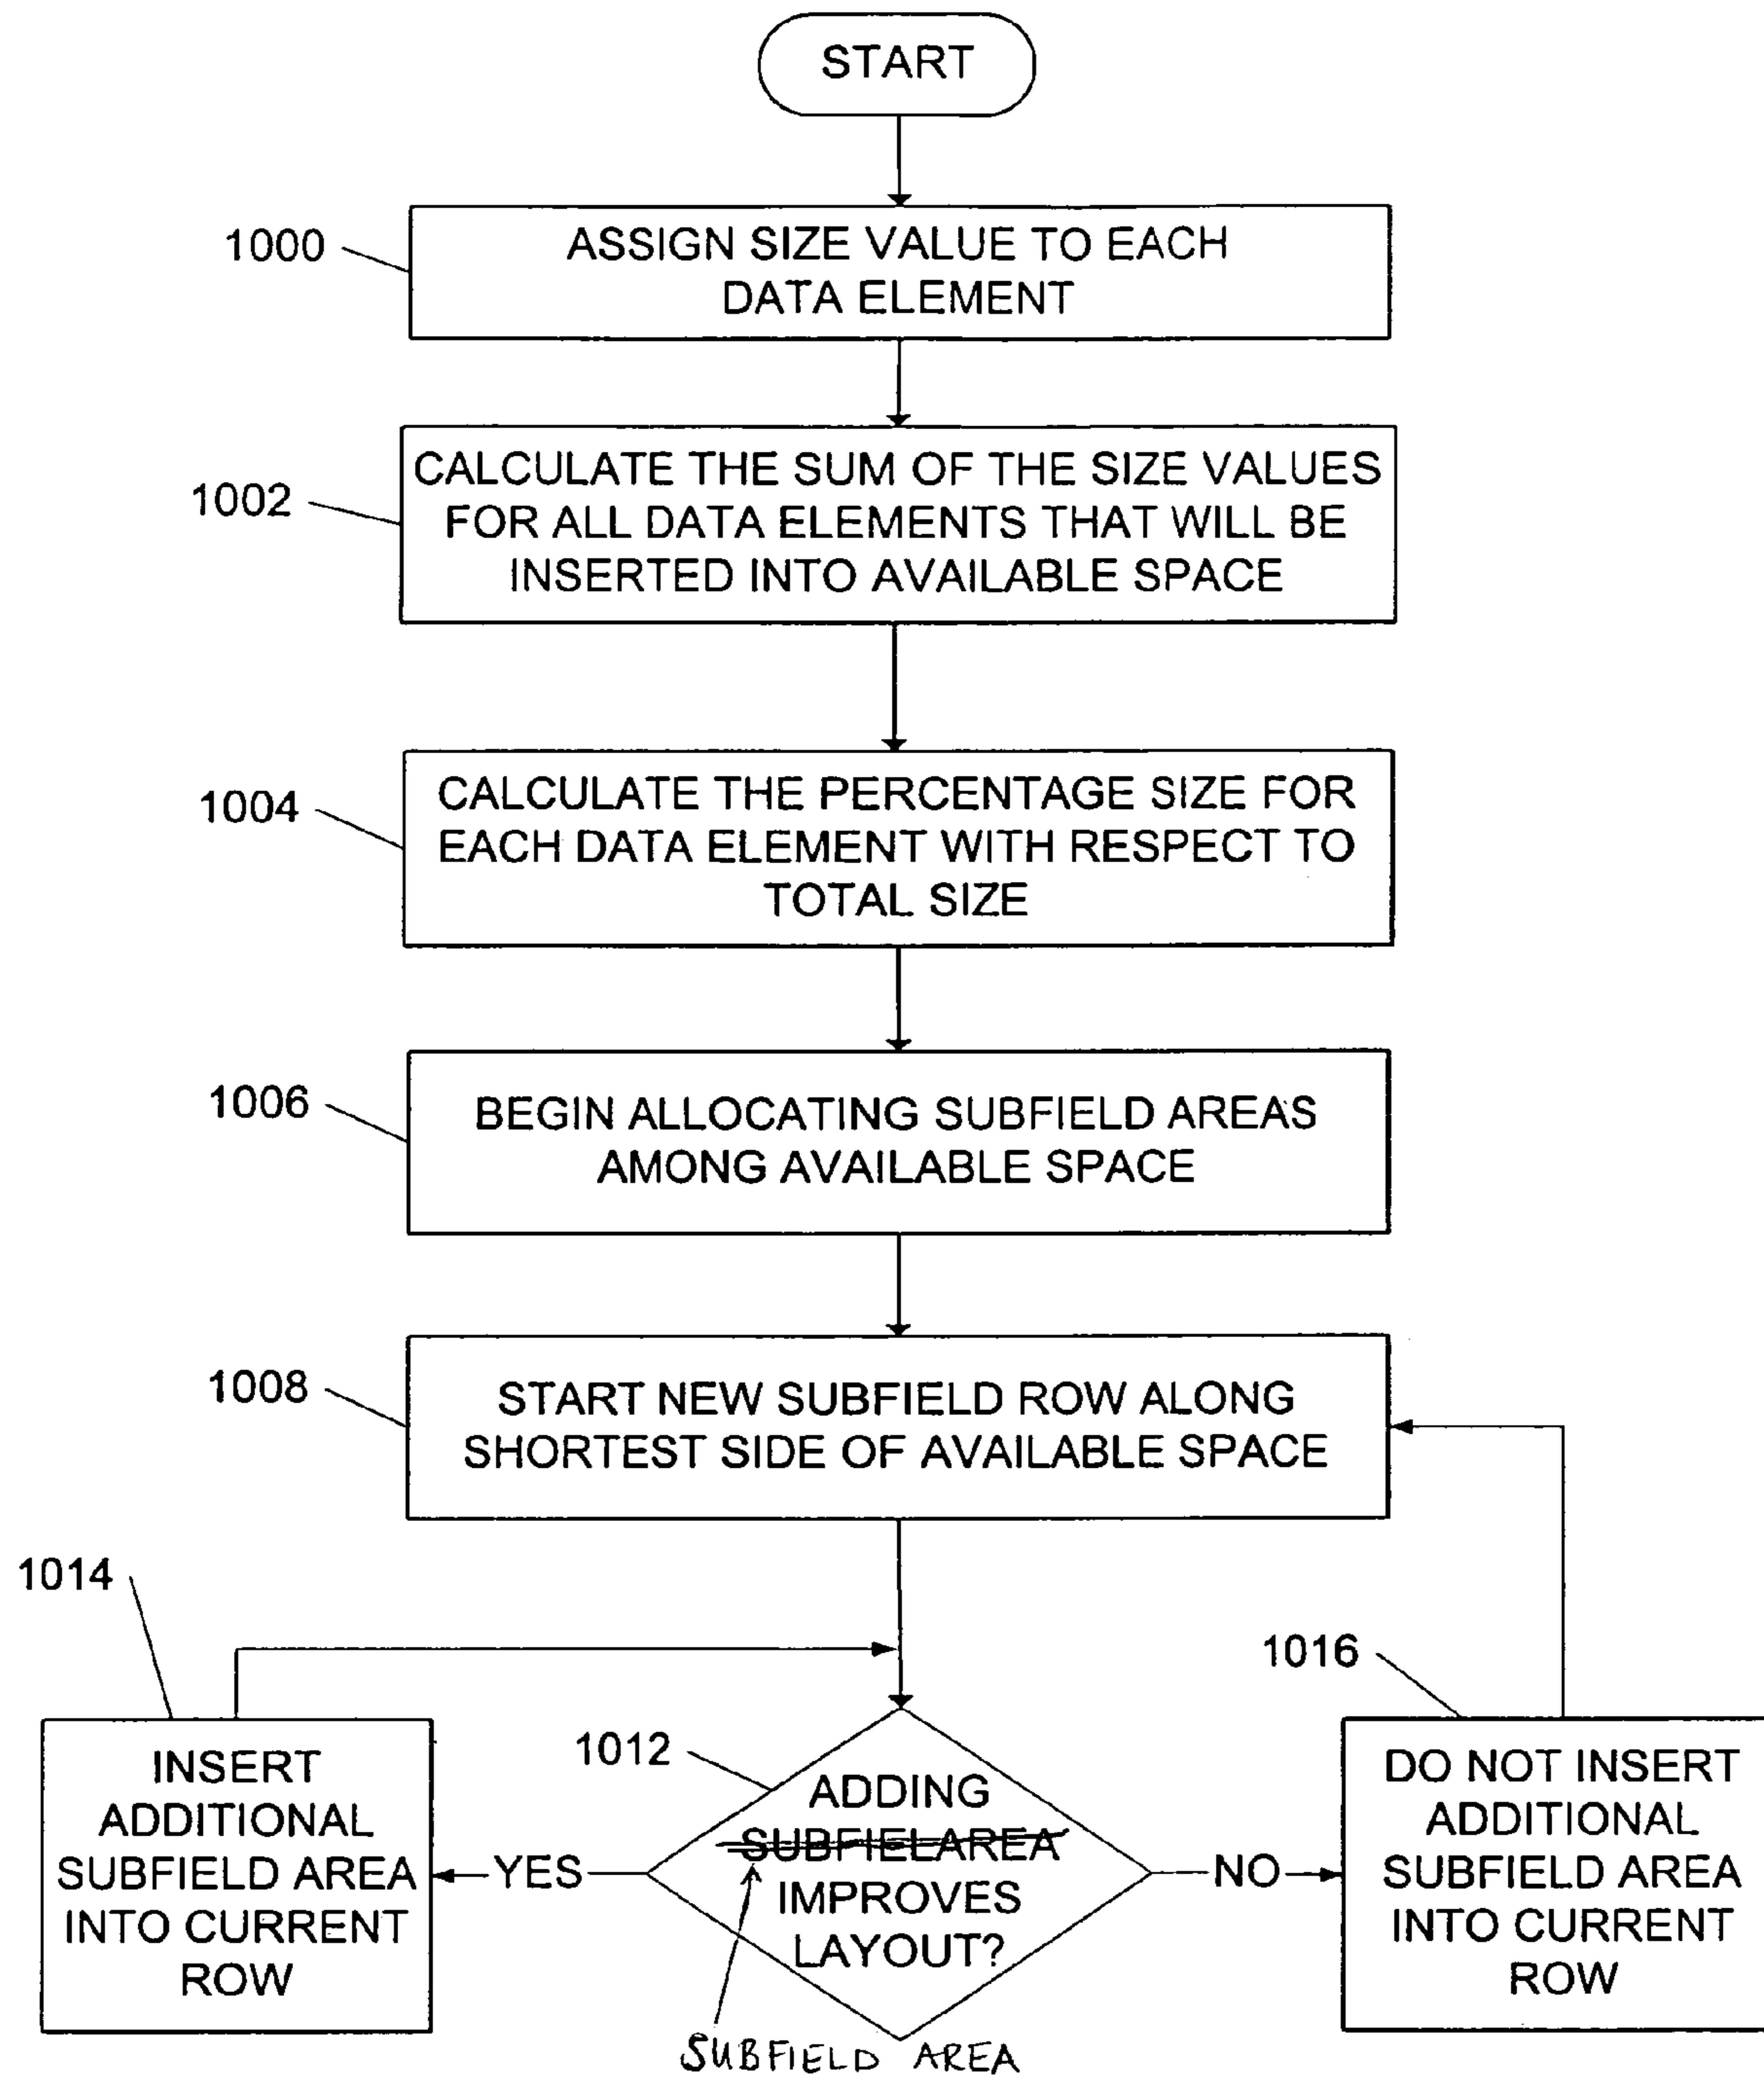 START
1000
ASSIGN SIZE VALUE TO EACH
DATA ELEMENT
1002
CALCULATE THE SUM OF THE SIZE VALUES
FOR ALL DATA ELEMENTS THAT WILL BE
INSERTED INTO AVAILABLE SPACE
1004
CALCULATE THE PERCENTAGE SIZE FOR
EACH DATA ELEMENT WITH RESPECT TO
TOTAL SIZE
1006
BEGIN ALLOCATING SUBFIELD AREAS
AMONG AVAILABLE SPACE
1008
START NEW SUBFIELD ROW ALONG
SHORTEST SIDE OF AVAILABLE SPACE
1014
INSERT
ADDITIONAL
SUBFIELD AREA
INTO CURRENT
ROW
YES
1012
ADDING
SUBFIELAREA
IMPROVES
LAYOUT?
SUBFIELD AREA
NO
1016
DO NOT INSERT
ADDITIONAL
SUBFIELD AREA
INTO CURRENT
ROW